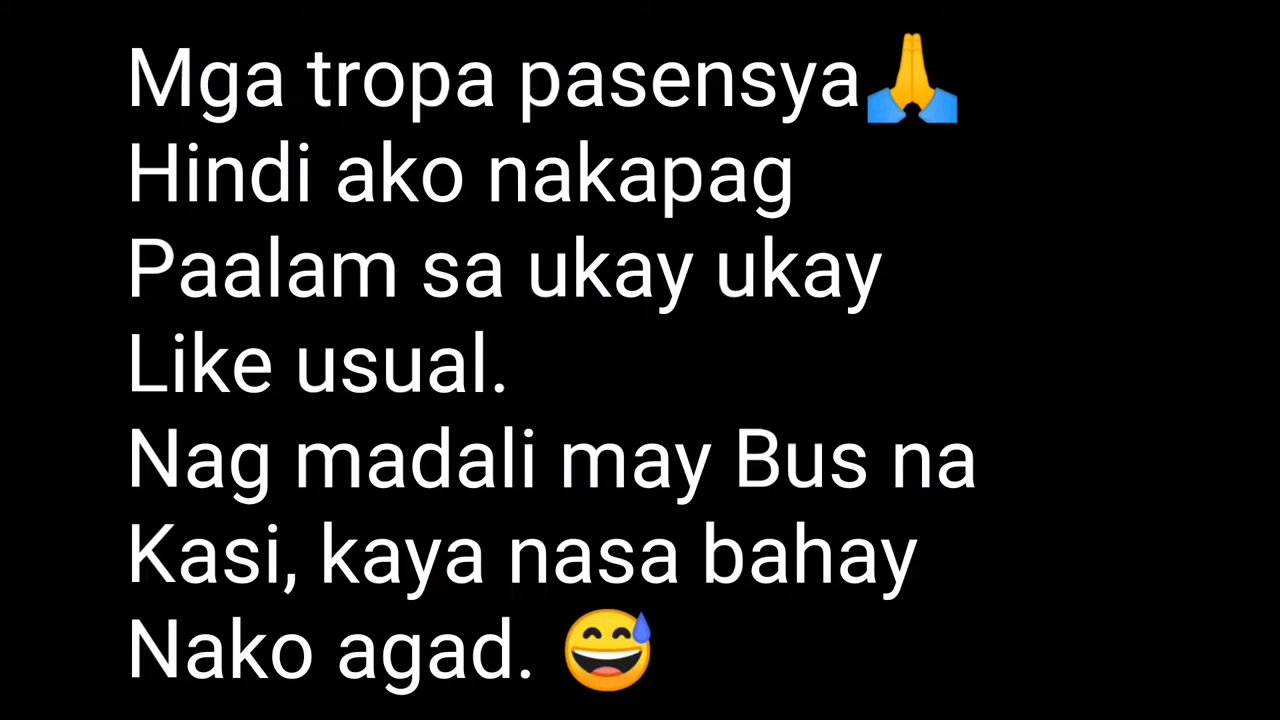 Mga tropa pasensya🙏
Hindi ako nakapag
Paalam sa ukay ukay
Like usual.
Nag madali may Bus na
Kasi, kaya nasa bahay
Nako agad. 😅